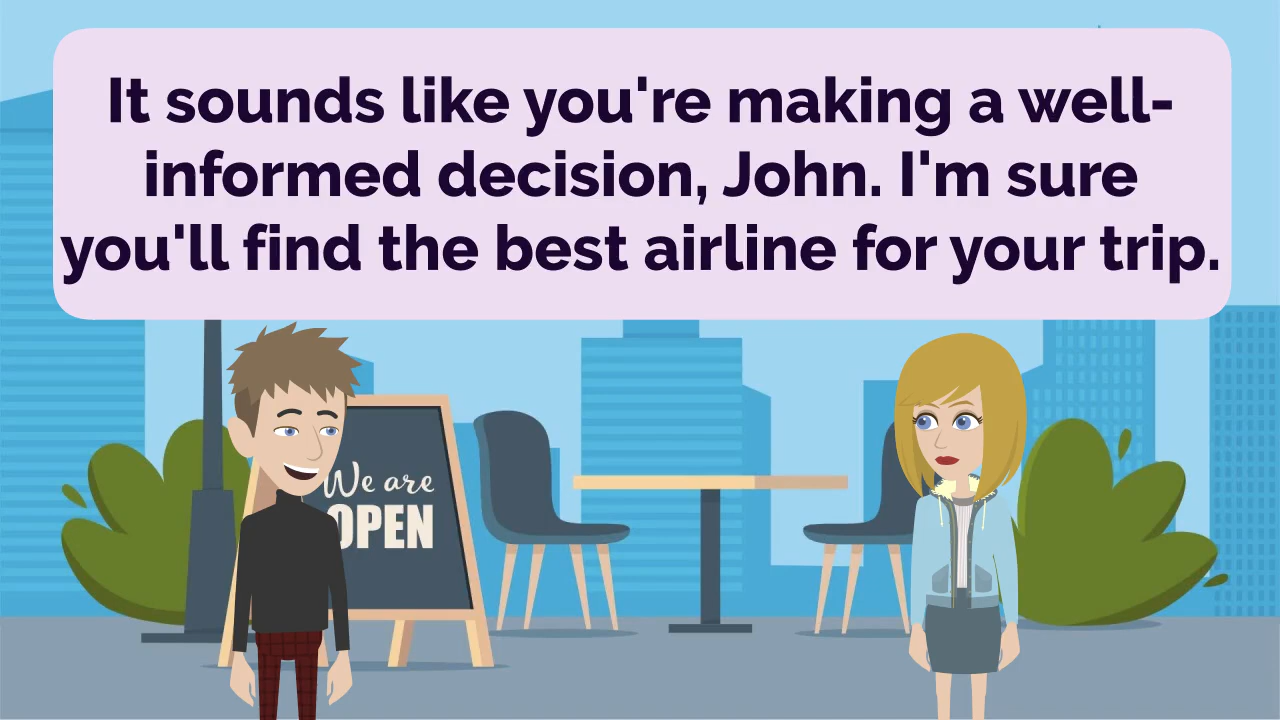 It sounds like you're making a well-
informed decision, John. I'm sure
you'll find the best airline for your trip.
We are
OPEN